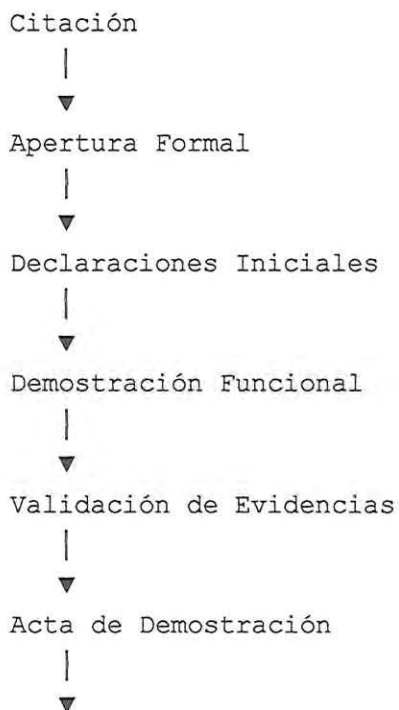 Citación
Apertura Formal
Declaraciones Iniciales
Demostración Funcional
Validación de Evidencias
Acta de Demostración